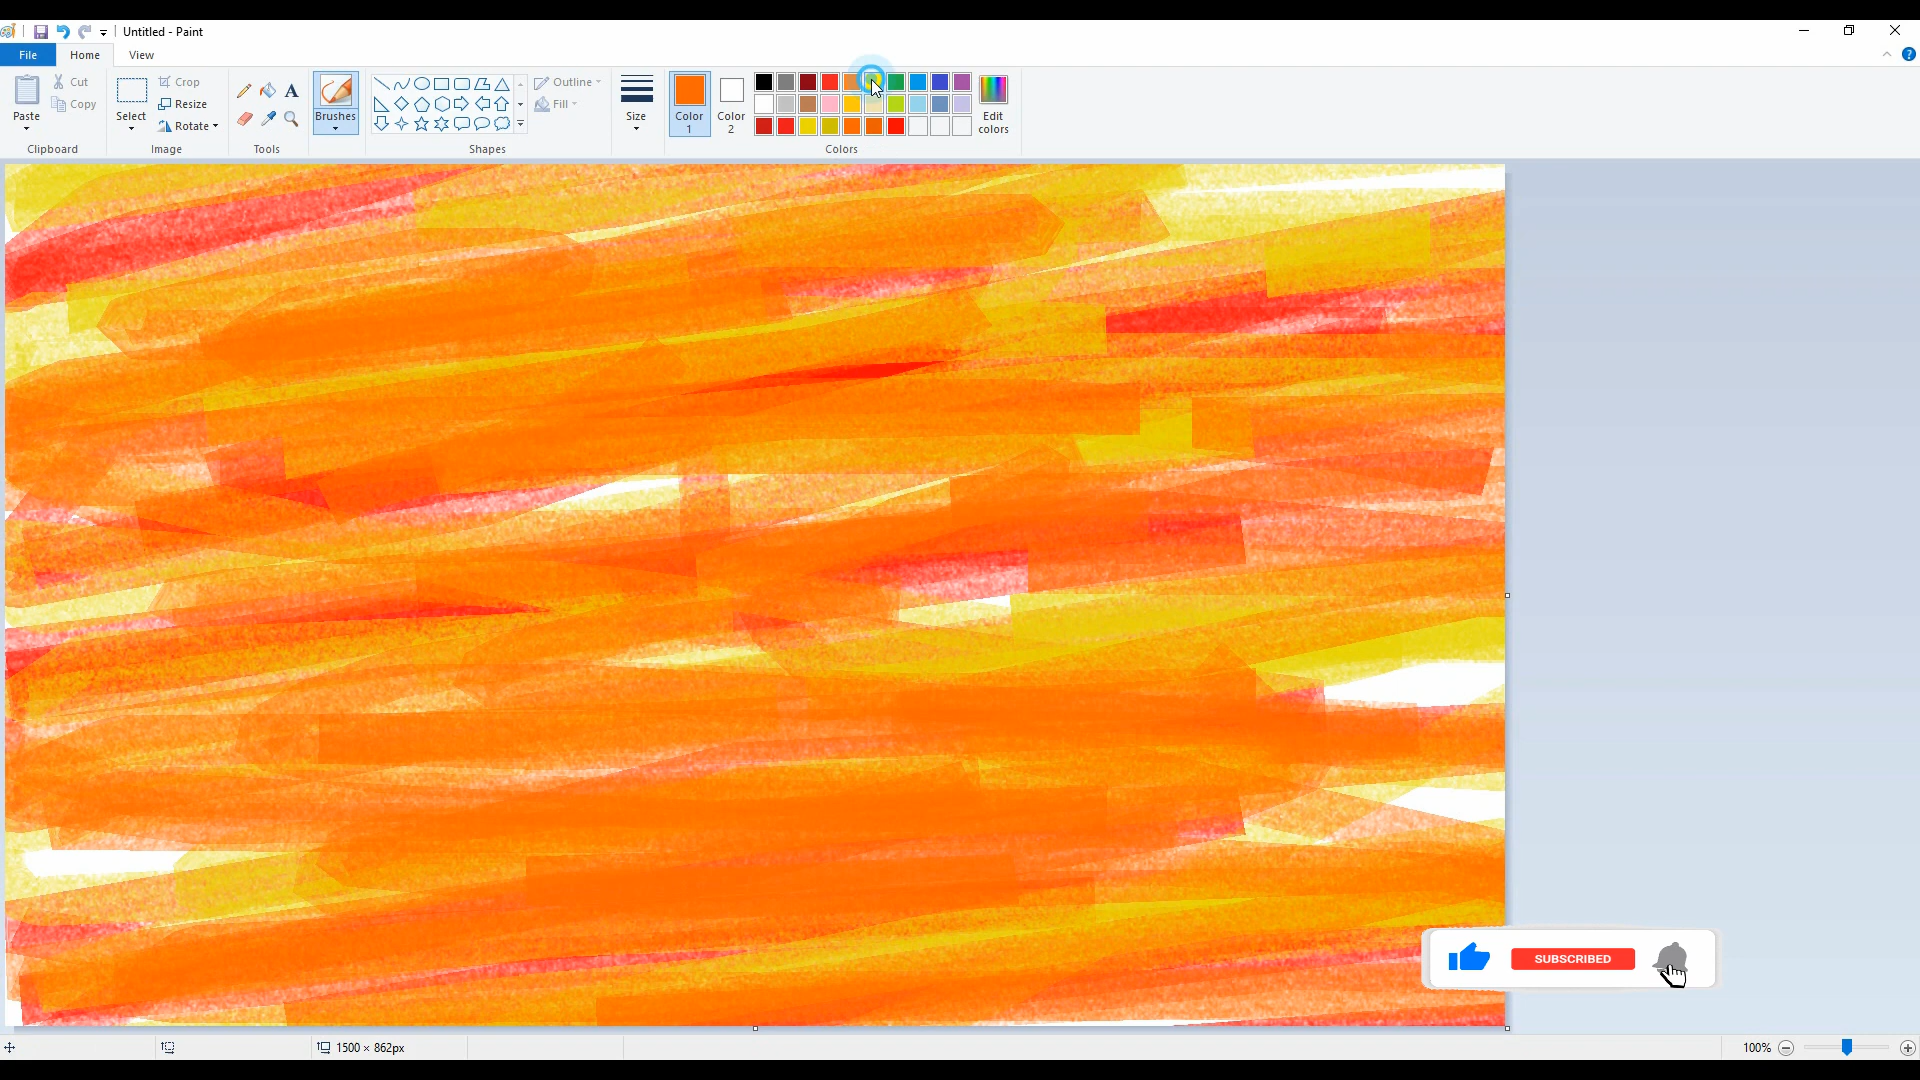 Untitled - Paint
File
Home
View
Paste
Cut
Copy
Clipboard
Select
Crop
Resize
Rotate
Image
A
Tools
Brushes
Outline
Fill
Shapes
Size
Color
1
Color
2
Edit
colors
Colors
?
SUBSCRIBED
1500 × 862px
100%